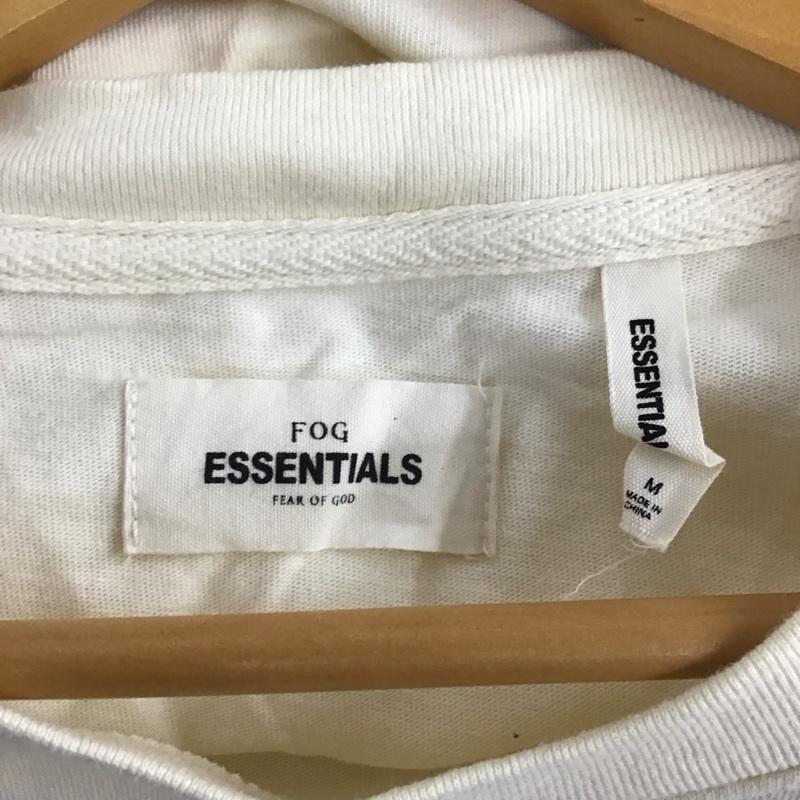 FOG
ESSENTIALS
FEAR OF GOD
ESSENTIA
M
MADE IN
CHINA